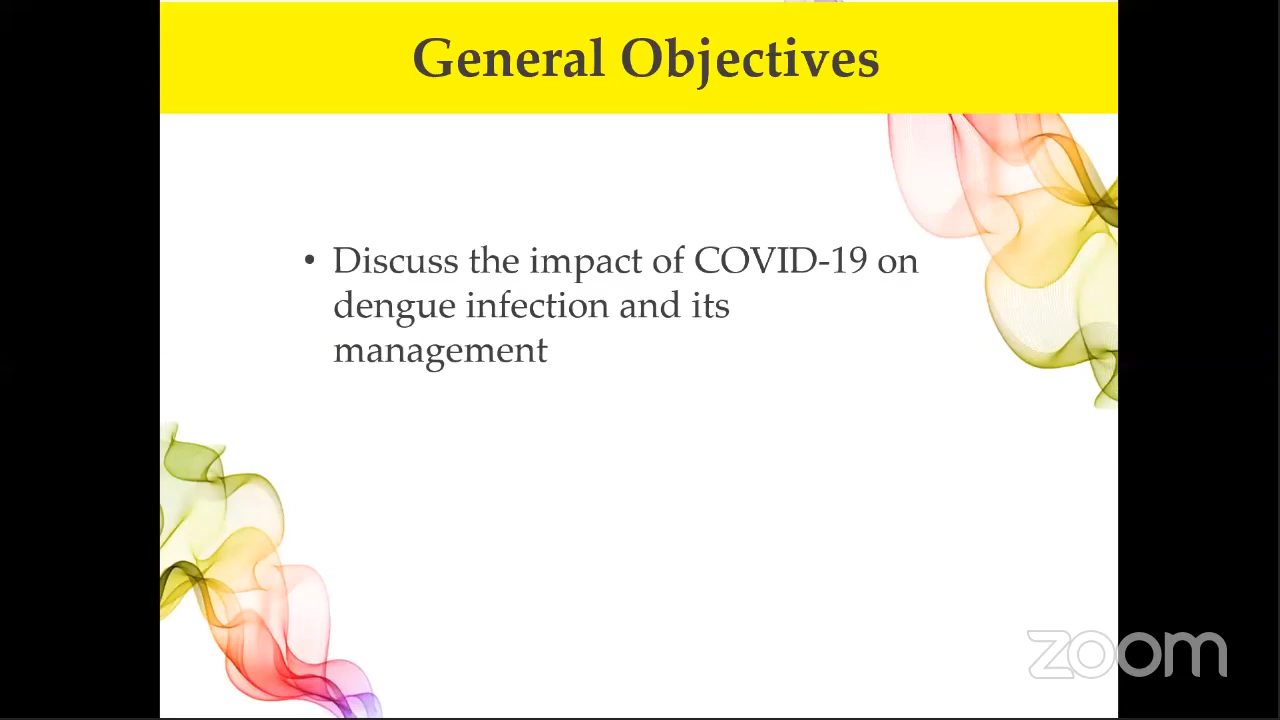 General Objectives
• Discuss the impact of COVID-19 on
dengue infection and its
management
zoom